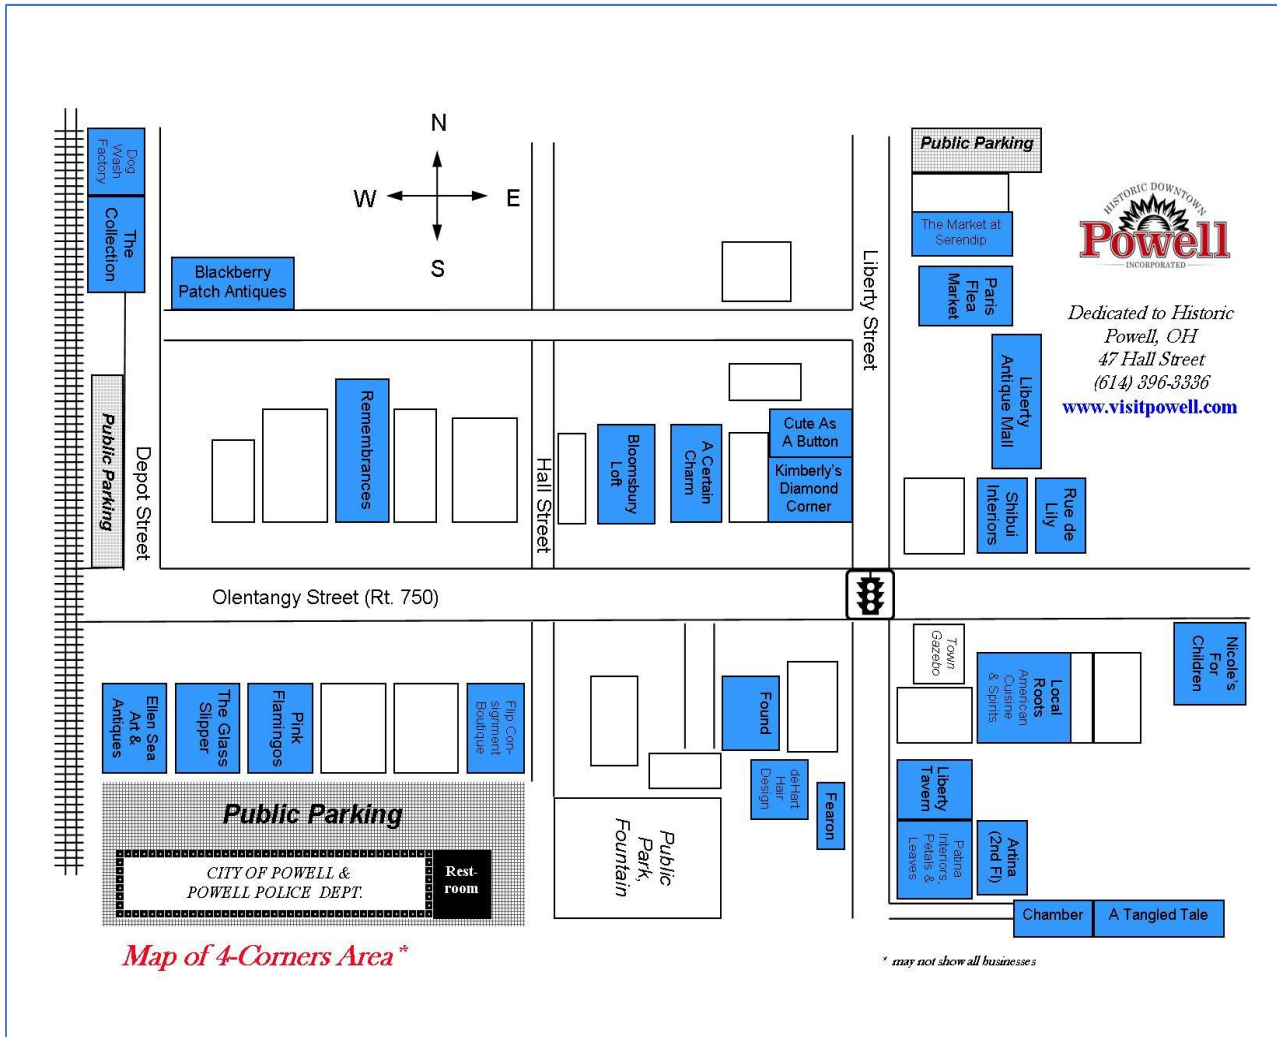 N
W
E
S
Dog
Wash
Factory
The
Collection
Blackberry
Patch Antiques
Public Parking
Depot Street
Remembrances
Hall Street
Bloomsbury
Loft
A Certain
Charm
Cute As
A Button
Kimberly's
Diamond
Corner
Liberty Street
Public Parking
The Market at
Serendip
Paris
Flea
Market
Liberty
Antique Mall
Shibui
Interiors
Rue de
Lily
HISTORIC DOWNTOWN
Powell
INCORPORATED
Dedicated to Historic
Powell, OH
47 Hall Street
(614) 396-3336
www.visitpowell.com
Olentangy Street (Rt. 750)
Ellen Sea
Art &
Antiques
The Glass
Slipper
Pink
Flamingos
Flip Con-
signment
Boutique
Public Parking
CITY OF POWELL &
POWELL POLICE DEPT.
Rest-
room
Public
Park,
Fountain
Found
deHart
Hair
Design
Fearon
Town
Gazebo
Local
Roots
American
Cuisine
& Spirits
Nicole's
For
Children
Liberty
Tavern
Patina
Interiors,
Petals &
Leaves
Artina
(2nd Fl)
Chamber
A Tangled Tale
Map of 4-Corners Area*
* may not show all businesses